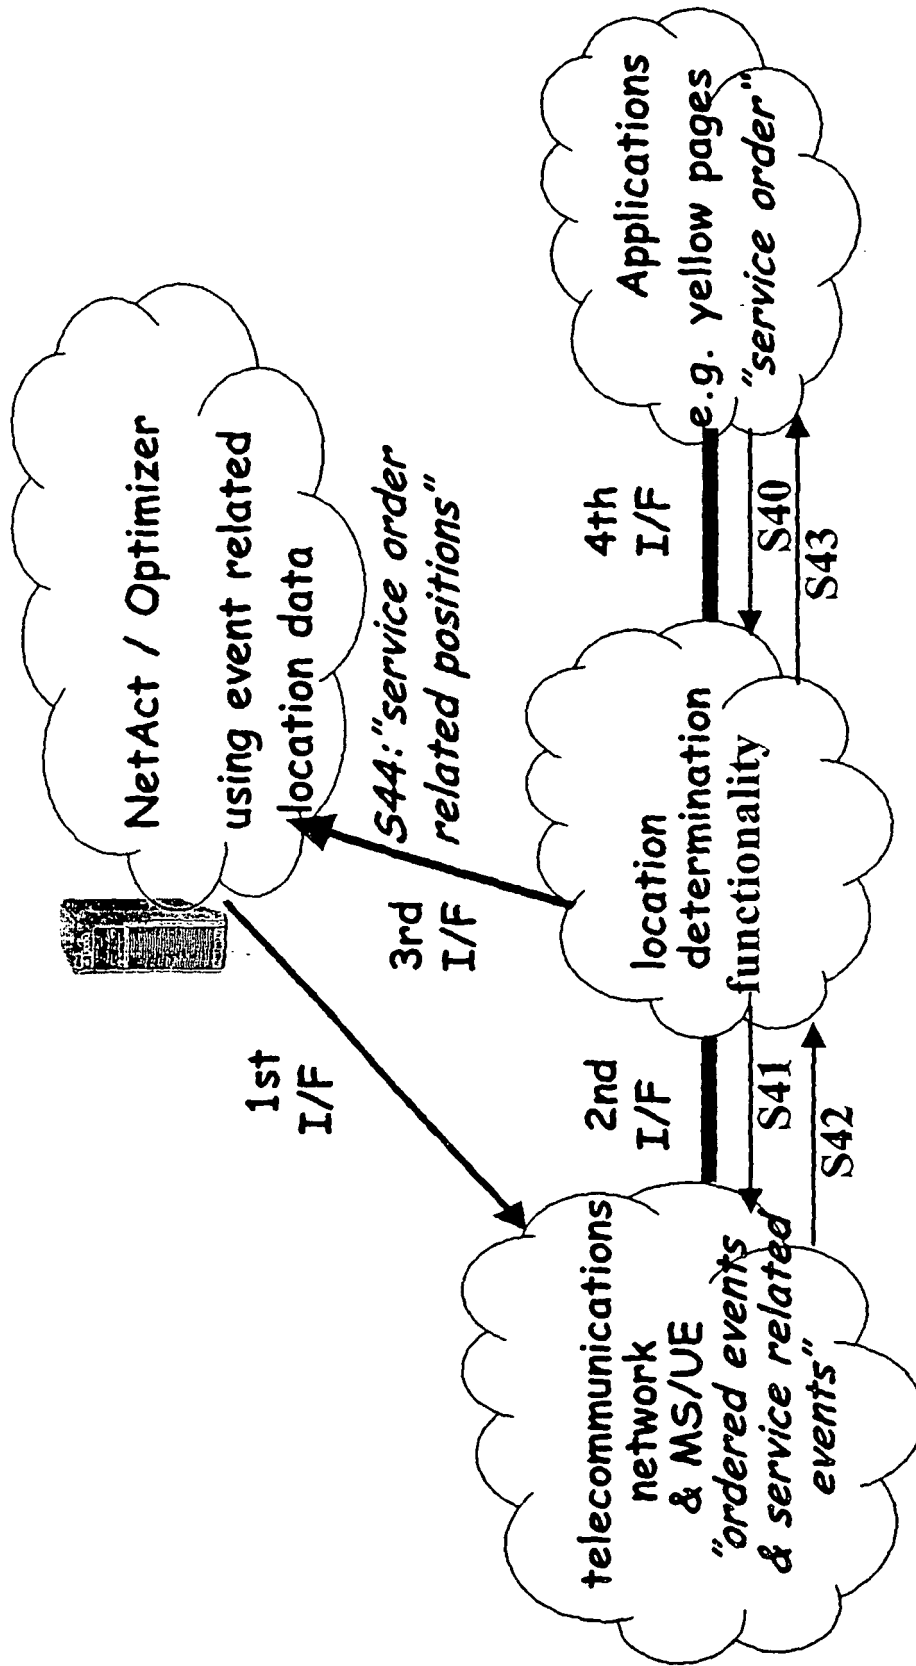 NetAct / Optimizer
using event related
location data
1st
I/F
3rd
I/F
S44:"service order
related positions"
telecommunications
network
& MS/UE
"ordered events
& service related
events"
2nd
I/F
S41
S42
location
determination
functionality
4th
I/F
S40
S43
Applications
e.g. yellow pages
"service order"